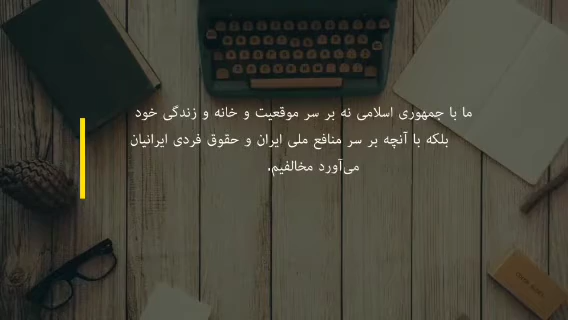 ما با جمهوری اسلامی نه بر سر موقعیت و خانه و زندگی خود
بلکه با آنچه بر سر منافع ملی ایران و حقوق فردی ایرانیان
می‌آورد مخالفیم.